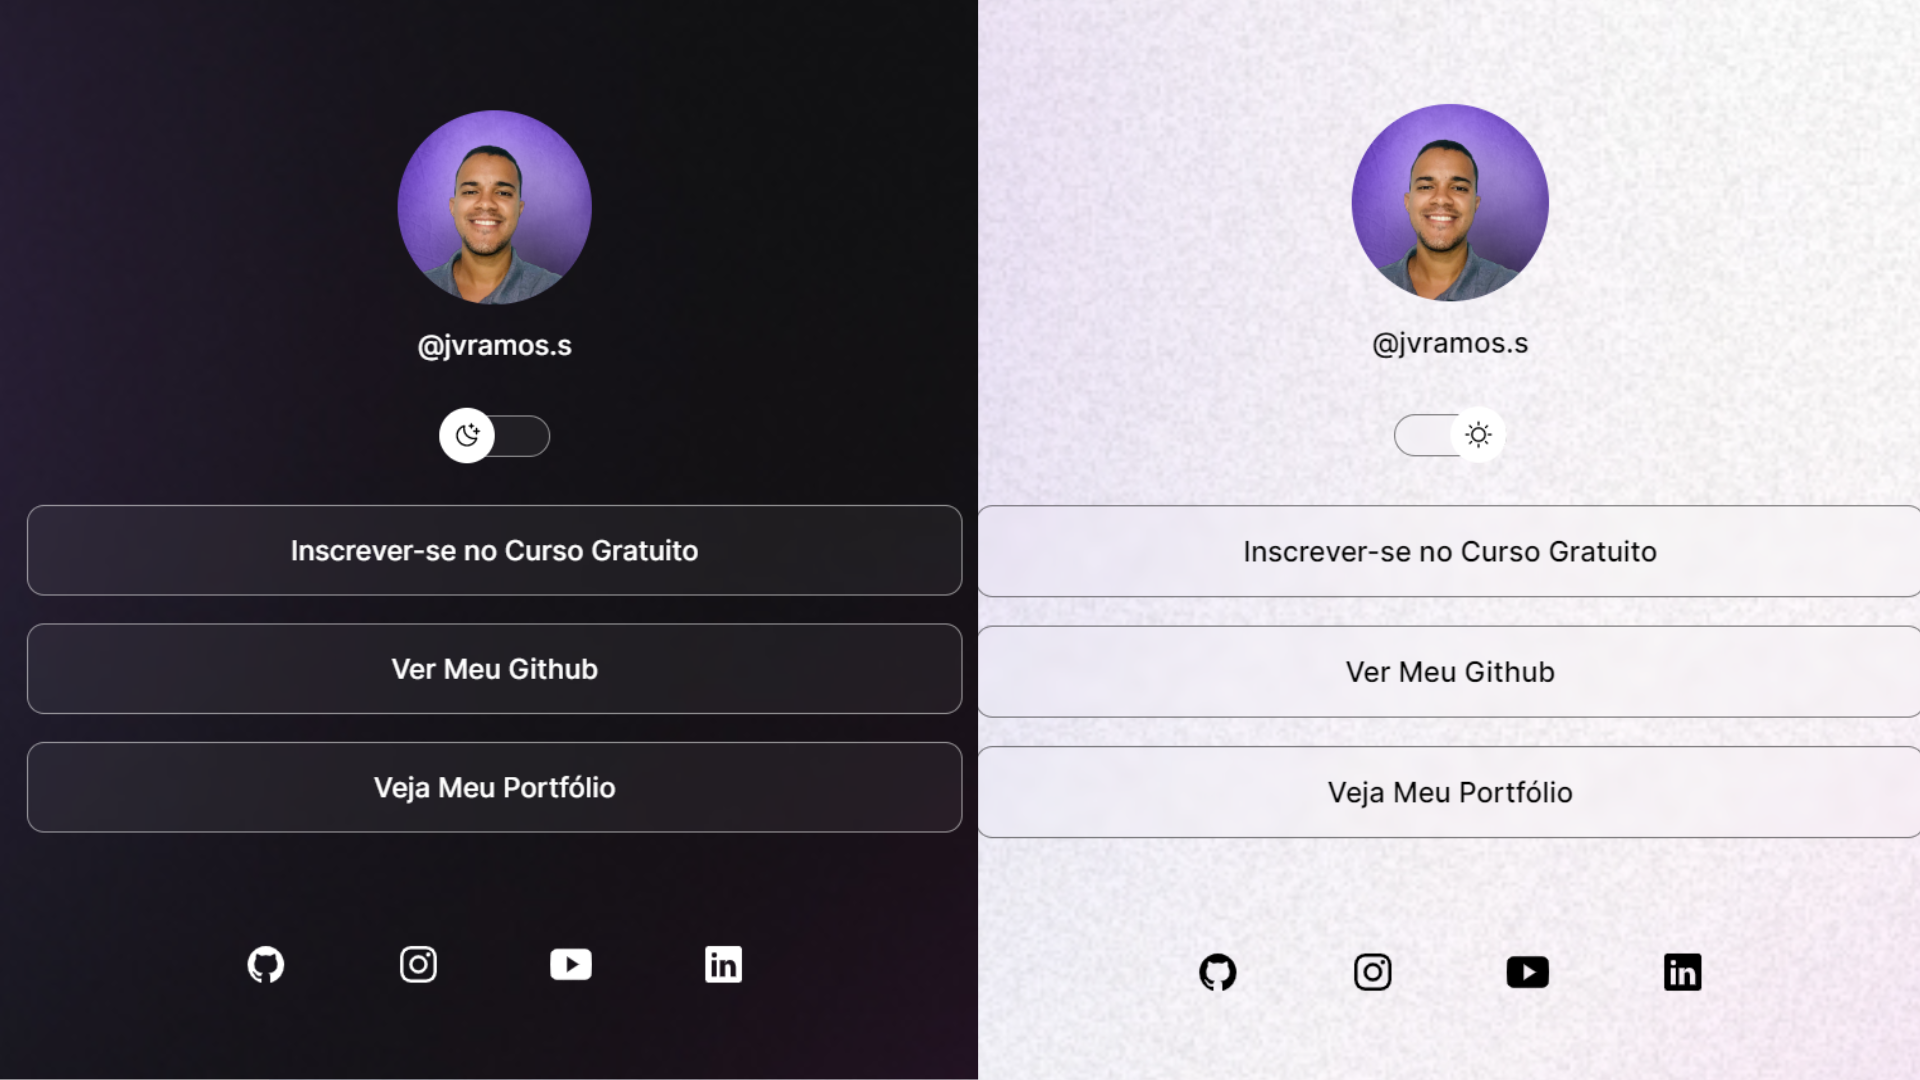 @jvramos.s
Inscrever-se no Curso Gratuito
Ver Meu Github
Veja Meu Portfólio
in
@jvramos.s
Inscrever-se no Curso Gratuito
Ver Meu Github
Veja Meu Portfólio
in